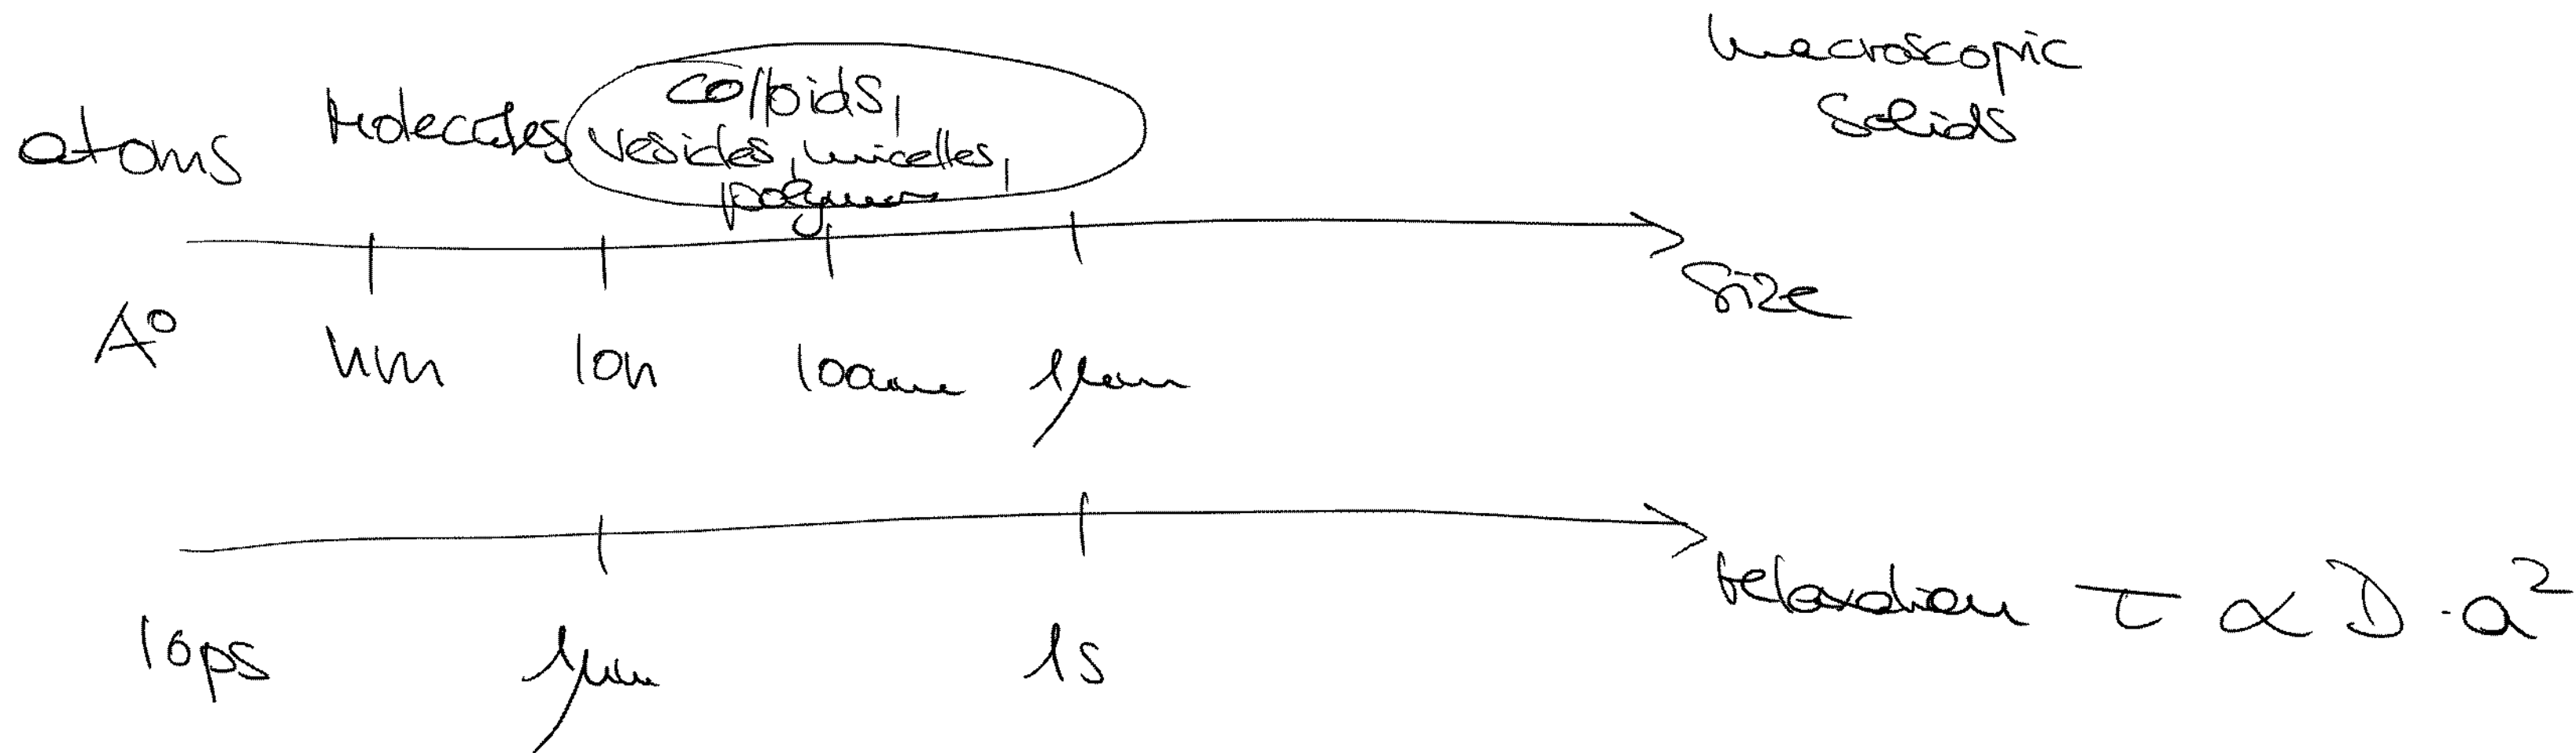 macroscopic
solids
atoms Molecules colloids,
vesicles, micelles,
polymers
size
A° nm 10n 100nm 1μm
relaxation τ ∝ D · a²
10ps 1μm 1s